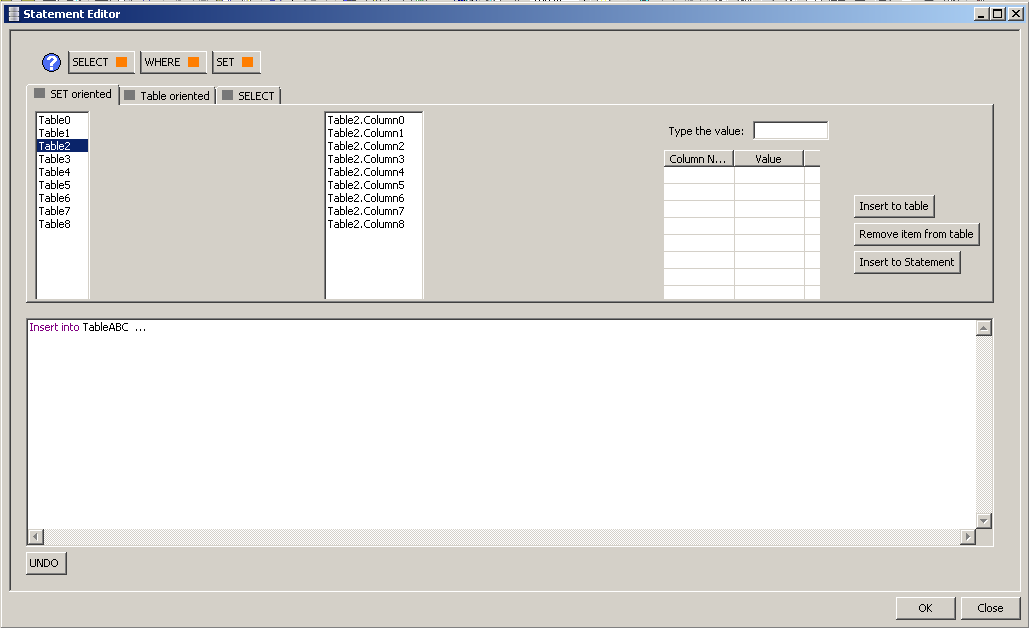 Statement Editor
? SELECT WHERE SET
SET oriented Table oriented SELECT
Table0
Table1
Table2
Table3
Table4
Table5
Table6
Table7
Table8
Table2.Column0
Table2.Column1
Table2.Column2
Table2.Column3
Table2.Column4
Table2.Column5
Table2.Column6
Table2.Column7
Table2.Column8
Type the value:
Column N... Value
Insert to table
Remove item from table
Insert to Statement
Insert into TableABC ...
UNDO
OK Close